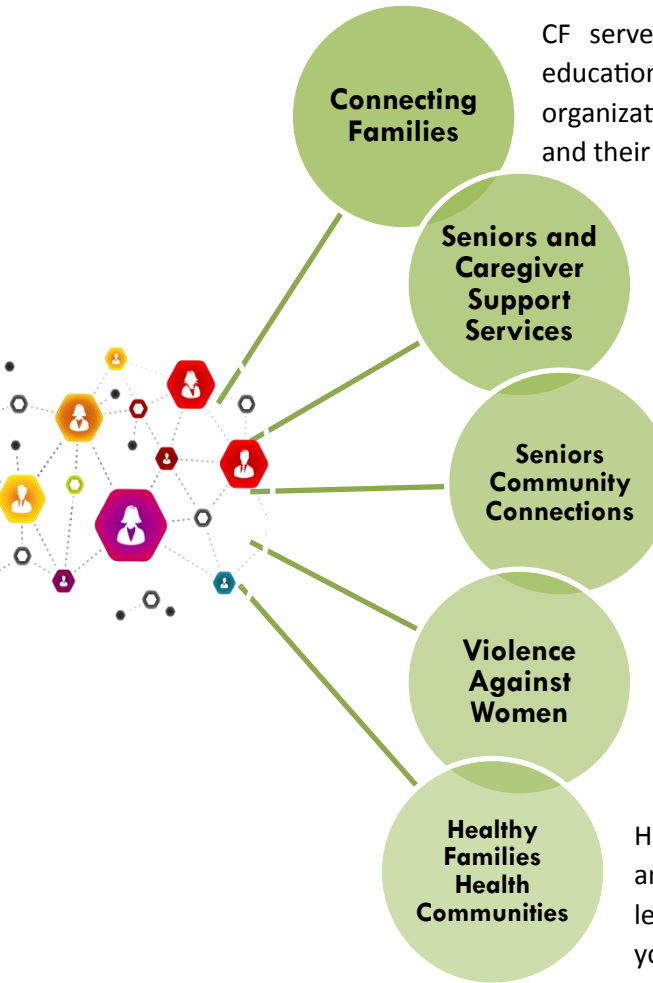 Connecting
Families
CF serve
education
organizat
and their
Seniors and
Caregiver
Support
Services
Seniors
Community
Connections
Violence
Against
Women
Healthy
Families
Health
Communities
H
an
le
yo